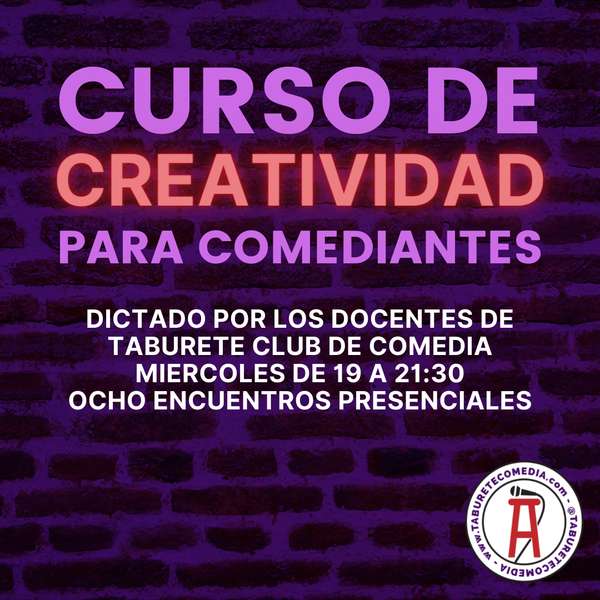 CURSO DE
CREATIVIDAD
PARA COMEDIANTES
DICTADO POR LOS DOCENTES DE
TABURETE CLUB DE COMEDIA
MIERCOLES DE 19 A 21:30
OCHO ENCUENTROS PRESENCIALES
www.TABURETECOMEDIA.com - @TABURETECOMEDIA -